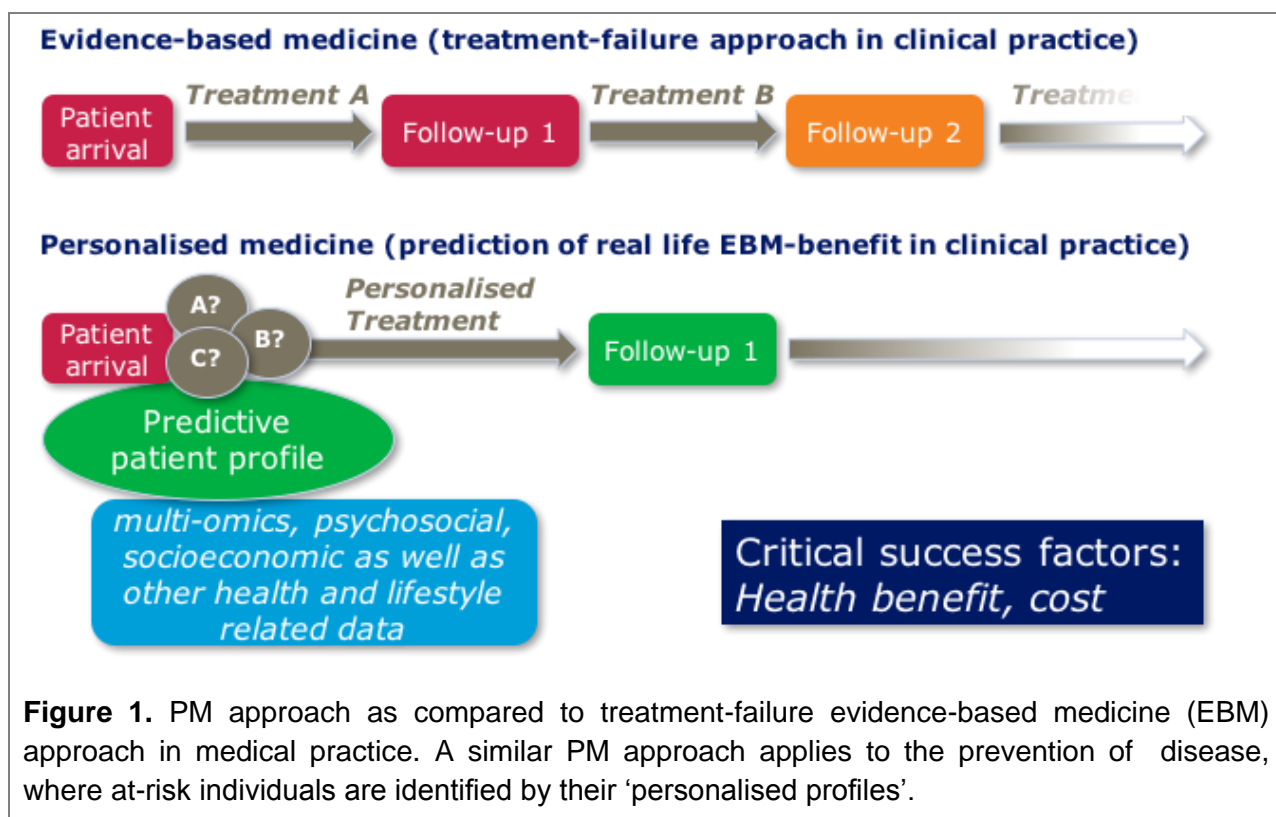 Evidence-based medicine (treatment-failure approach in clinical practice)
Treatment A
Treatment B
Patient
arrival
Follow-up 1
Follow-up 2
Personalised medicine (prediction of real life EBM-benefit in clinical practice)
A?
B?
C?
Personalised
Treatment
Patient
arrival
Follow-up 1
Predictive
patient profile
multi-omics, psychosocial,
socioeconomic as well as
other health and lifestyle
related data
Critical success factors:
Health benefit, cost
Figure 1. PM approach as compared to treatment-failure evidence-based medicine (EBM)
approach in medical practice. A similar PM approach applies to the prevention of disease,
where at-risk individuals are identified by their ‘personalised profiles’.